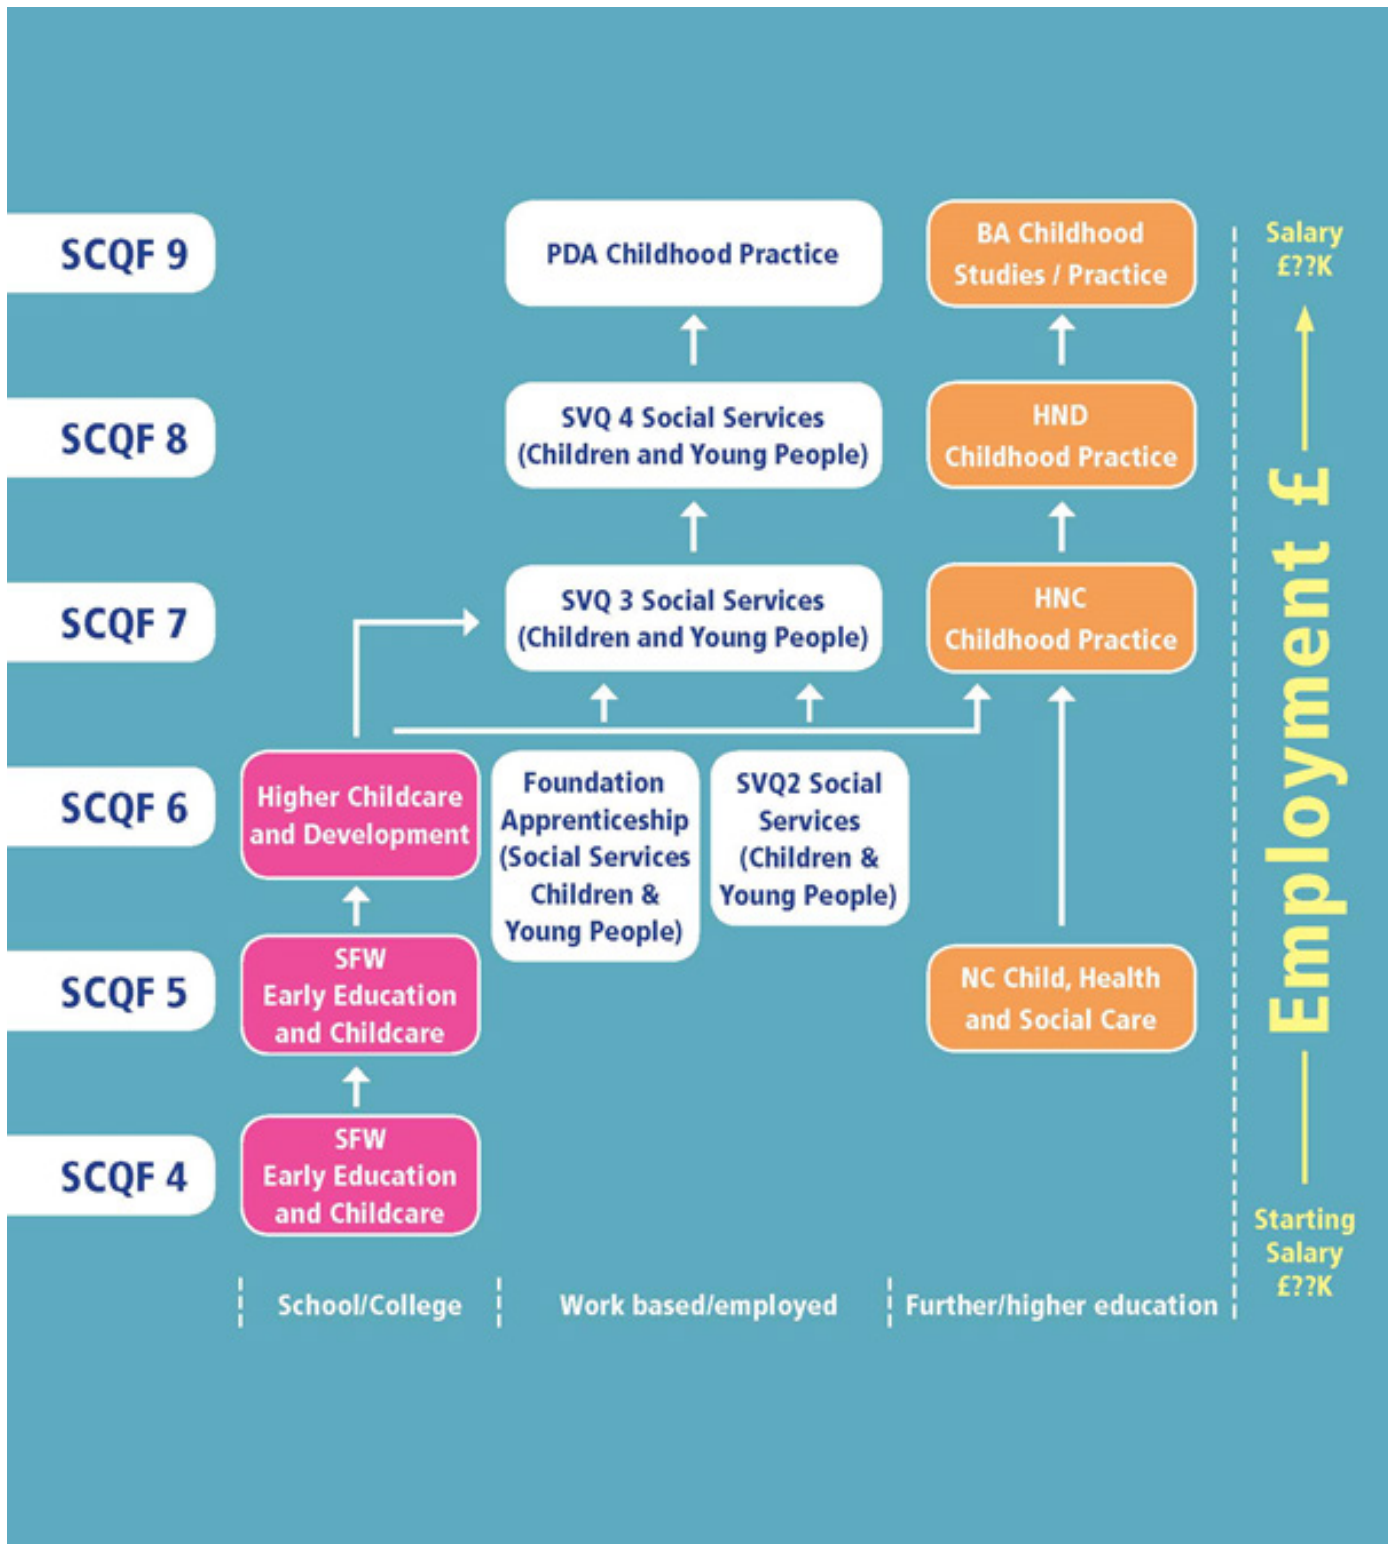 SCQF 9
PDA Childhood Practice
BA Childhood
Studies / Practice
Salary
£??K
SCQF 8
SVQ 4 Social Services
(Children and Young People)
HND
Childhood Practice
SCQF 7
SVQ 3 Social Services
(Children and Young People)
HNC
Childhood Practice
Employment £
SCQF 6
Higher Childcare
and Development
Foundation
Apprenticeship
(Social Services
Children &
Young People)
SVQ2 Social
Services
(Children &
Young People)
SCQF 5
SFW
Early Education
and Childcare
NC Child, Health
and Social Care
SCQF 4
SFW
Early Education
and Childcare
Starting
Salary
£??K
School/College
Work based/employed
Further/higher education